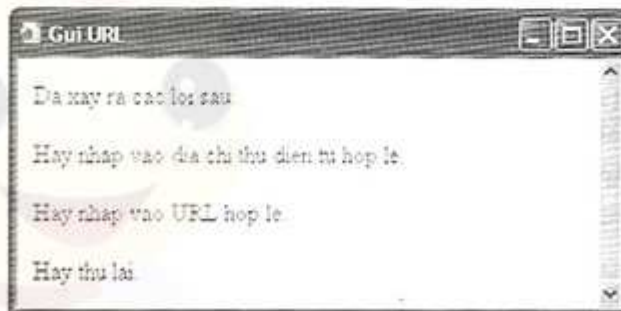 Gui URL
Da xay ra cac loi sau
Hay nhap vao dia chi thu dien tu hop le.
Hay nhap vao URL hop le
Hay thu lai.